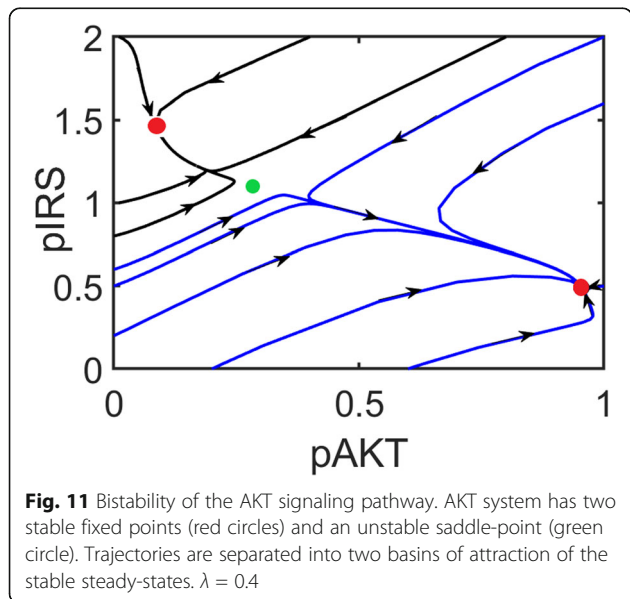 2
1.5
1
0.5
0
pIRS
0
0.5
1
pAKT
Fig. 11 Bistability of the AKT signaling pathway. AKT system has two
stable fixed points (red circles) and an unstable saddle-point (green
circle). Trajectories are separated into two basins of attraction of the
stable steady-states. λ = 0.4